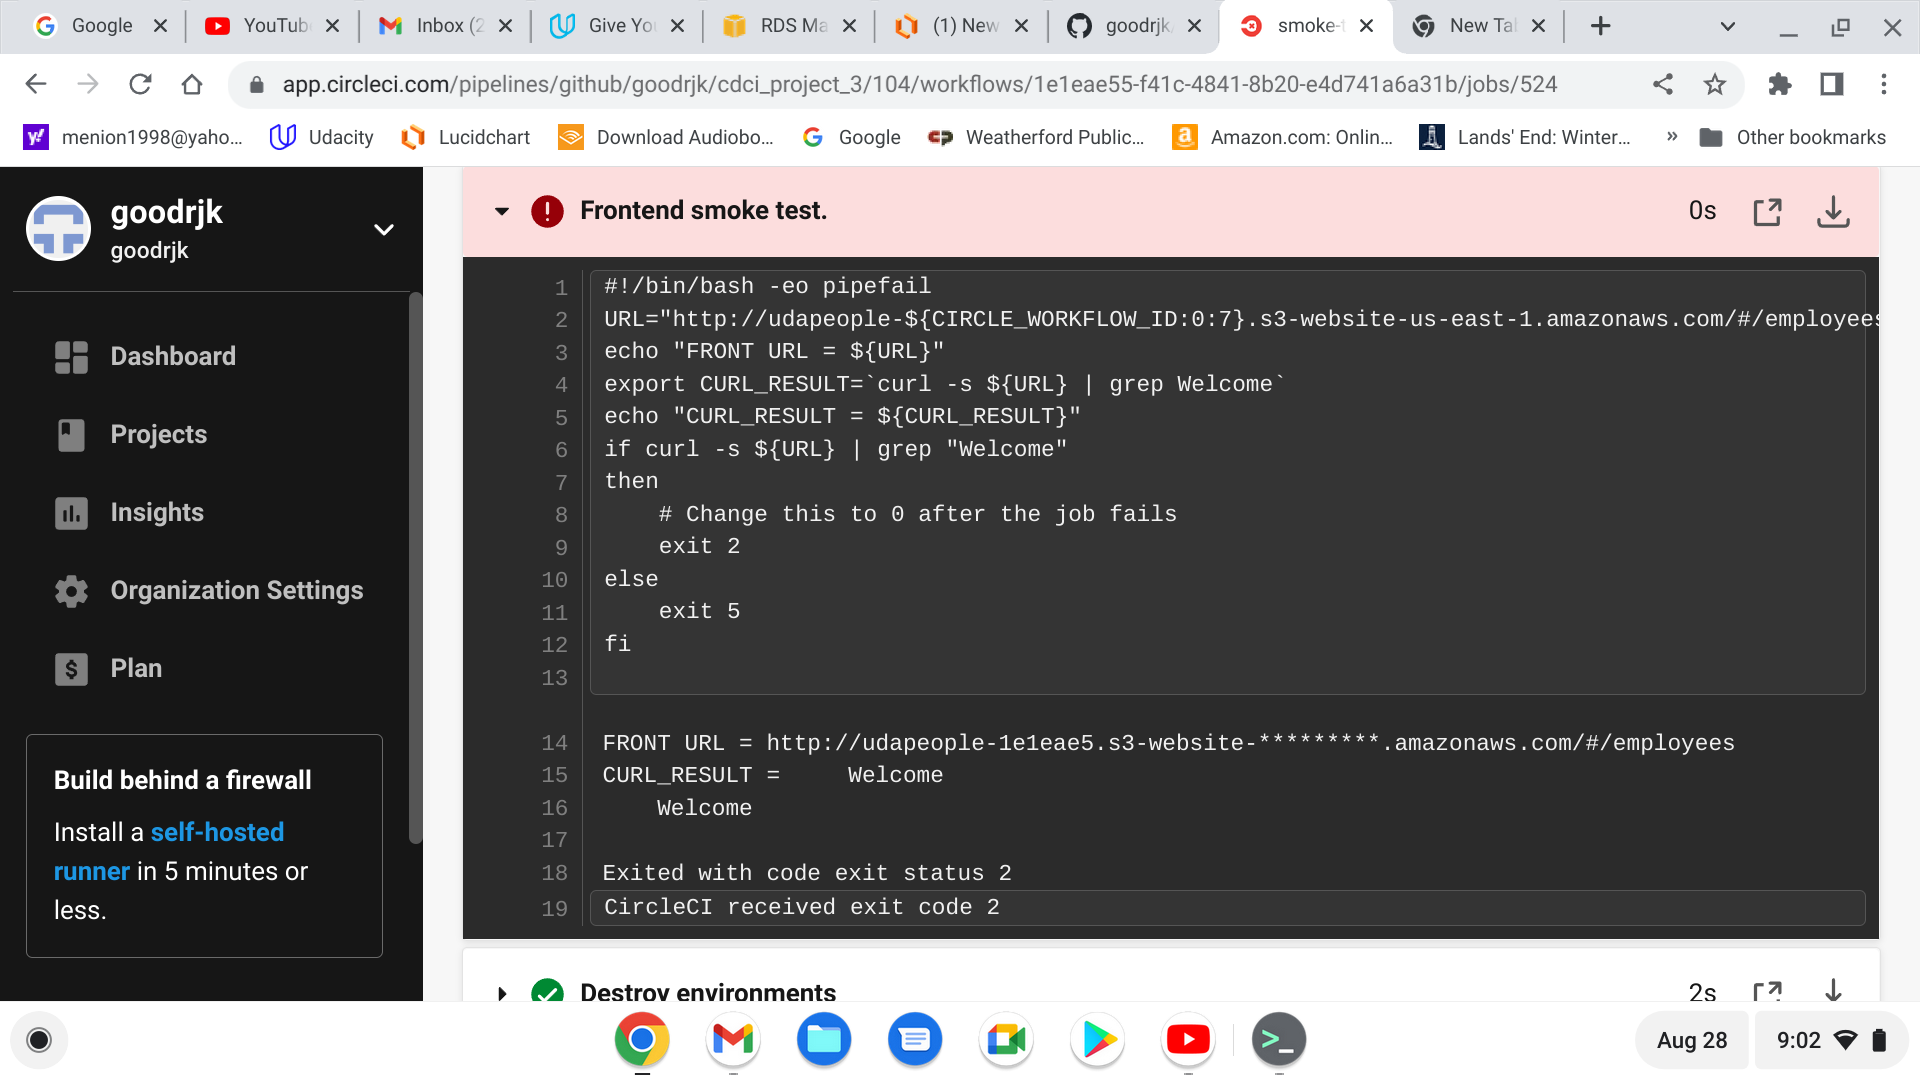 Google
YouTub
Inbox (2
Give Yo
RDS Ma
(1) New
goodrjk
smoke-t
New Tab
app.circleci.com/pipelines/github/goodrjk/cdci_project_3/104/workflows/1e1eae55-f41c-4841-8b20-e4d741a6a31b/jobs/524
menion1998@yaho...
Udacity
Lucidchart
Download Audiobo...
Google
Weatherford Public...
Amazon.com: Onlin...
Lands' End: Winter...
»
Other bookmarks
goodrjk
goodrjk
Dashboard
Projects
Insights
Organization Settings
Plan
Build behind a firewall
Install a self-hosted
runner in 5 minutes or
less.
Frontend smoke test.
0s
1 #!/bin/bash -eo pipefail
2 URL="http://udapeople-${CIRCLE_WORKFLOW_ID:0:7}.s3-website-us-east-1.amazonaws.com/#/employees
3 echo "FRONT URL = ${URL}"
4 export CURL_RESULT=`curl -s ${URL} | grep Welcome`
5 echo "CURL_RESULT = ${CURL_RESULT}"
6 if curl -s ${URL} | grep "Welcome"
7 then
8     # Change this to 0 after the job fails
9     exit 2
10 else
11     exit 5
12 fi
13
14 FRONT URL = http://udapeople-1e1eae5.s3-website-*********.amazonaws.com/#/employees
15 CURL_RESULT =     Welcome
16     Welcome
17
18 Exited with code exit status 2
19 CircleCI received exit code 2
Destroy environments
2s
Aug 28
9:02